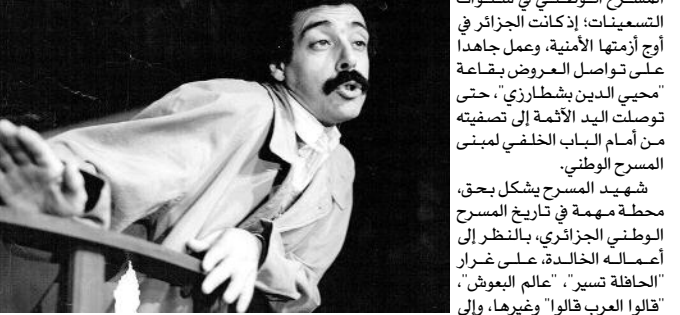 المسرح الوطني في سنوات
التسعينات؛ إذ كانت الجزائر في
أوج أزمتها الأمنية، وعمل جاهدا
على تواصل العروض بقاعة
"محيي الدين بشطارزي"، حتى
توصلت اليد الآثمة إلى تصفيته
من أمام الباب الخلفي لمبنى
المسرح الوطني.
شهيد المسرح يشكل بحق،
محطة مهمة في تاريخ المسرح
الوطني الجزائري، بالنظر إلى
أعماله الخالدة، على غرار
"الحافلة تسير"، "عالم البعوش"،
"قالوا العرب قالوا" وغيرها، وإلى